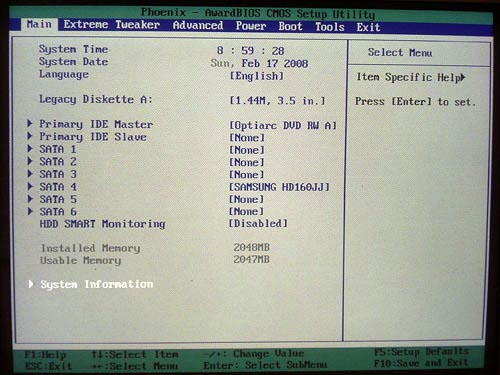 Phoenix - AwardBIOS CMOS Setup Utility
Main Extreme Tweaker Advanced Power Boot Tools Exit
System Time 8 : 59 : 28
System Date Sun, Feb 17 2008
Language [English]
Legacy Diskette A: [1.44M, 3.5 in.]
Primary IDE Master [Optiarc DVD RW A]
Primary IDE Slave [None]
SATA 1 [None]
SATA 2 [None]
SATA 3 [None]
SATA 4 [SAMSUNG HD160JJ]
SATA 5 [None]
SATA 6 [None]
HDD SMART Monitoring [Disabled]
Installed Memory 2048MB
Usable Memory 2047MB
System Information
Select Menu
Item Specific Help
Press [Enter] to set.
F1:Help ↑↓:Select Item -/+: Change Value F5:Setup Defaults
ESC:Exit ←→:Select Menu Enter: Select SubMenu F10:Save and Exit